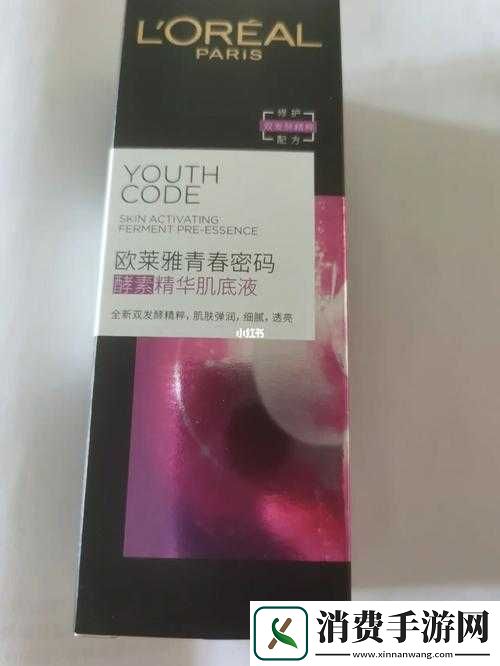 L'ORÉAL
PARIS
修护
双发酵精粹
配方
YOUTH
CODE
SKIN ACTIVATING
FERMENT PRE-ESSENCE
欧莱雅青春密码
酵素精华肌底液
全新双发酵精粹，肌肤弹润，细腻，透亮
小红书
消费手游网
www.xinnanwang.com